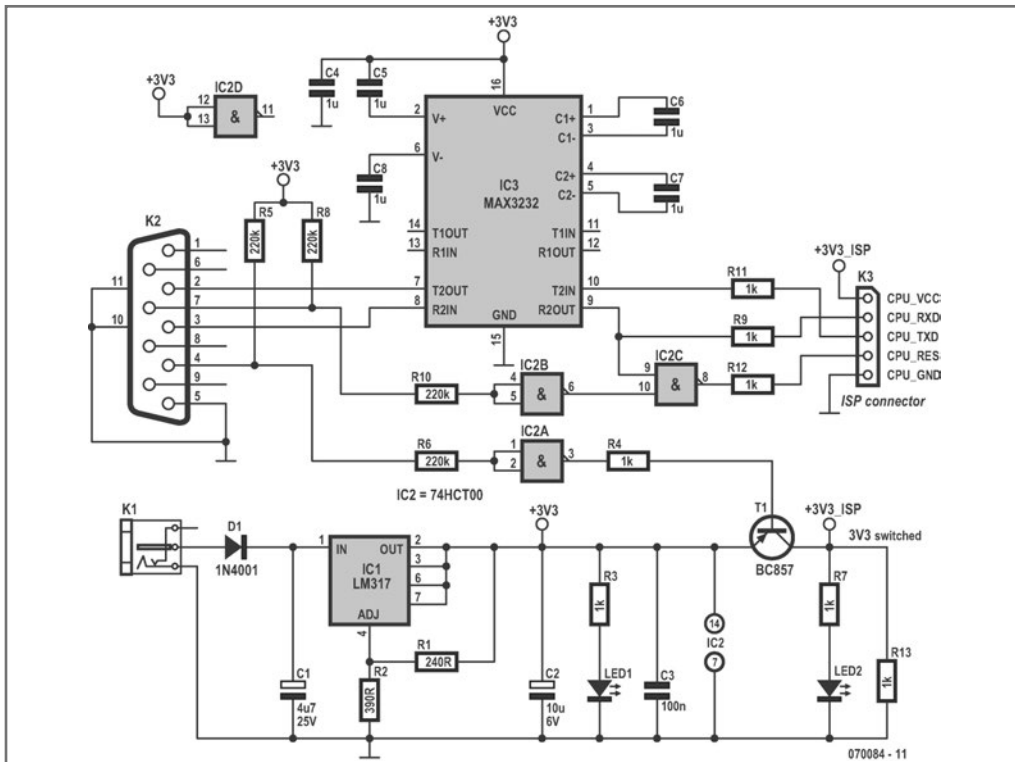 +3V3
C4
1u
C5
1u
+3V3
IC2D
12
13
&
11
16
VCC
2
V+
C1+
1
C6
1u
C1-
3
6
V-
C8
1u
C2+
4
C7
1u
C2-
5
IC3
MAX3232
+3V3
R5
220k
R8
220k
K2
1
6
2
7
3
8
4
9
5
11
10
14
T1OUT
13
R1IN
T1IN
11
R1OUT
12
7
T2OUT
8
R2IN
T2IN
10
R2OUT
9
GND
15
R11
1k
R9
1k
R12
1k
+3V3_ISP
K3
CPU_VCC
CPU_RXD
CPU_TXD
CPU_RES
CPU_GND
ISP connector
R10
220k
IC2B
4
5
&
6
IC2C
9
10
&
8
R6
220k
IC2A
1
2
&
3
R4
1k
IC2 = 74HCT00
K1
D1
1N4001
1
IN
OUT
2
3
6
7
IC1
LM317
ADJ
4
R1
240R
R2
390R
C1
4u7
25V
+3V3
C2
10u
6V
R3
1k
LED1
C3
100n
14
IC2
7
T1
BC857
+3V3_ISP
3V3 switched
R7
1k
LED2
R13
1k
070084 - 11